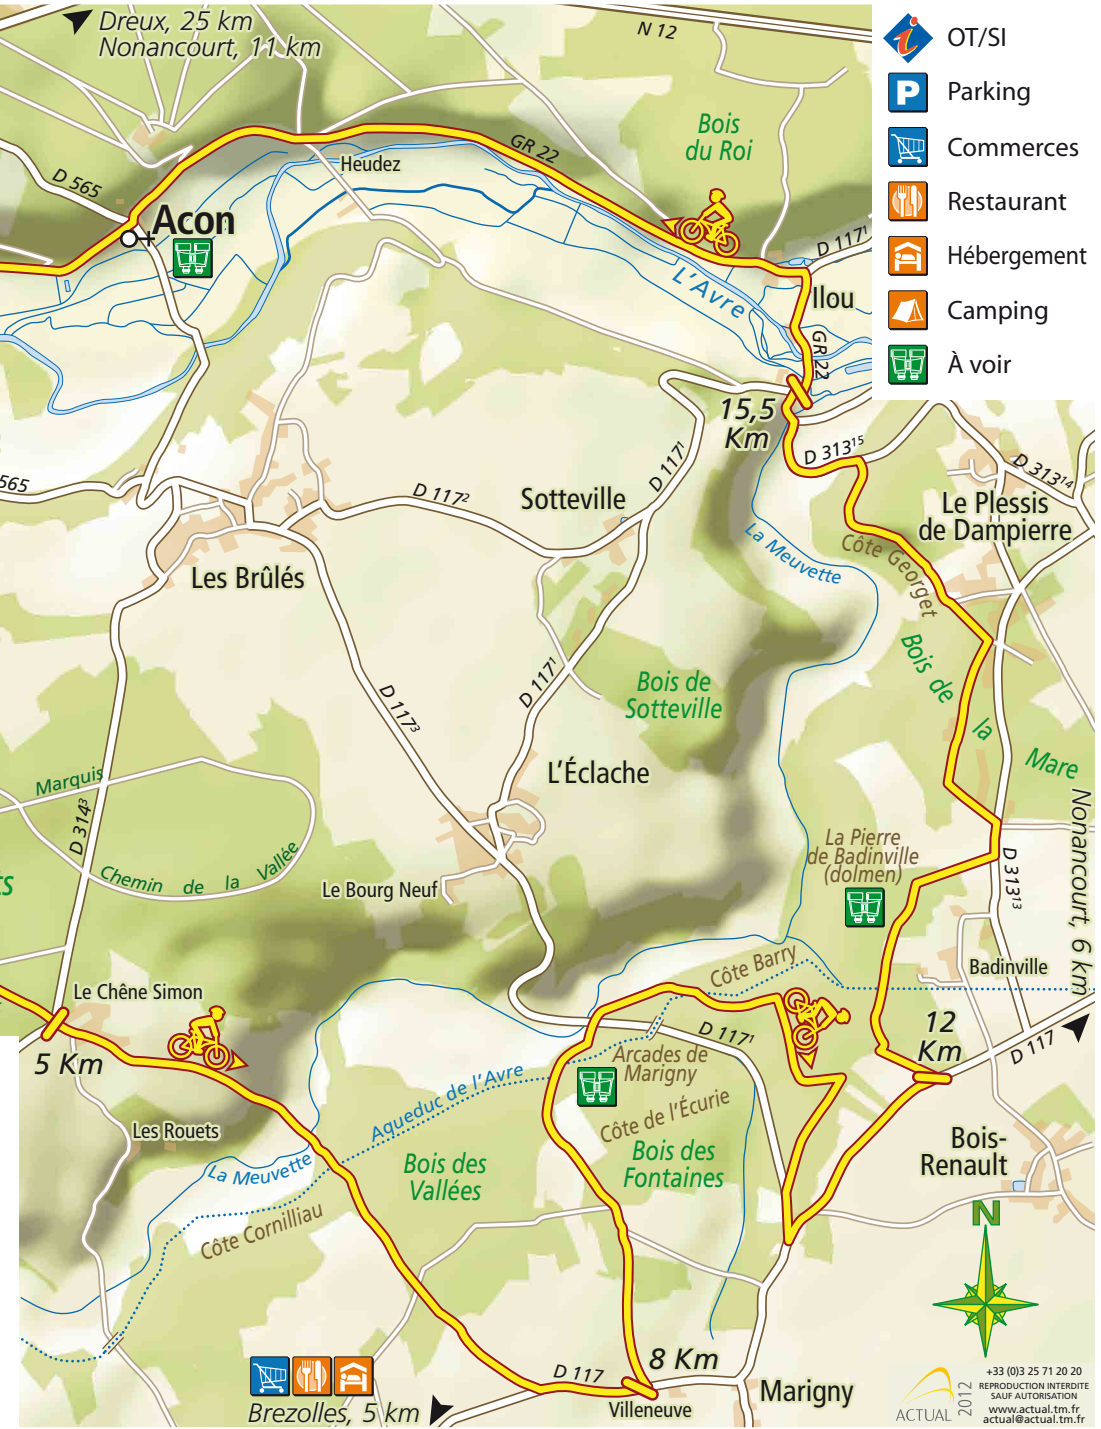 Dreux, 25 km
Nonancourt, 11 km
N 12
OT/SI
Parking
Commerces
Restaurant
Hébergement
Camping
À voir
Bois
du Roi
GR 22
Heudez
D 565
Acon
D 117¹
L'Avre
Ilou
GR 22
15,5
Km
D 313¹⁵
D 313¹⁴
565
D 117²
Sotteville
D 117¹
Le Plessis
de Dampierre
La Meuvette
Côte Georget
Les Brûlés
Bois de
Sotteville
D 117¹
D 117³
Bois de la Mare
L'Éclache
Marquis
D 314³
Chemin de la Vallée
Le Bourg Neuf
La Pierre
de Badinville
(dolmen)
D 313¹³
Nonancourt, 6 km
Badinville
Côte Barry
Le Chêne Simon
5 Km
D 117¹
12
Km
D 117
Arcades de
Marigny
Côte de l'Écurie
Aqueduc de l'Avre
Les Rouets
La Meuvette
Bois des
Vallées
Bois des
Fontaines
Bois-
Renault
Côte Cornilliau
N
8 Km
D 117
Villeneuve
Marigny
Brezolles, 5 km
ACTUAL
2012
+33 (0)3 25 71 20 20
REPRODUCTION INTERDITE
SAUF AUTORISATION
www.actual.tm.fr
actual@actual.tm.fr